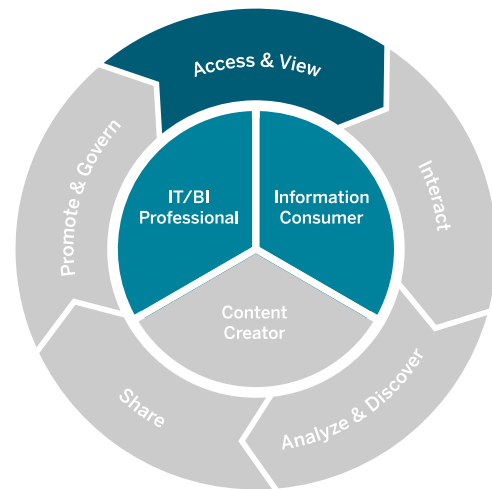 Access & View
Interact
Analyze & Discover
Share
Promote & Govern
IT/BI
Professional
Information
Consumer
Content
Creator